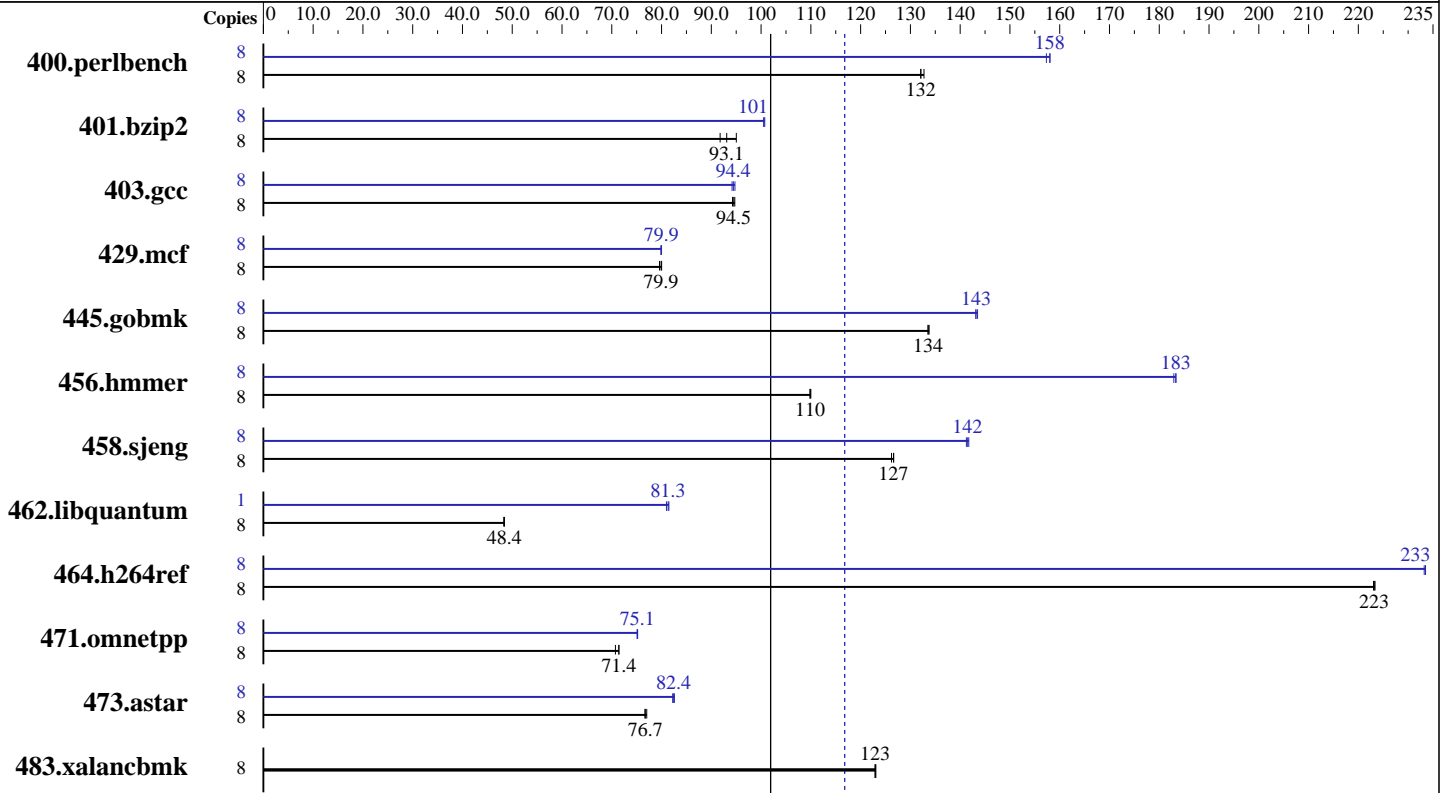 Copies 0 10.0 20.0 30.0 40.0 50.0 60.0 70.0 80.0 90.0 100 110 120 130 140 150 160 170 180 190 200 210 220 235
400.perlbench
8 158
8 132
401.bzip2
8 101
8 93.1
403.gcc
8 94.4
8 94.5
429.mcf
8 79.9
8 79.9
445.gobmk
8 143
8 134
456.hmmer
8 183
8 110
458.sjeng
8 142
8 127
462.libquantum
1 81.3
8 48.4
464.h264ref
8 233
8 223
471.omnetpp
8 75.1
8 71.4
473.astar
8 82.4
8 76.7
483.xalancbmk
8 123